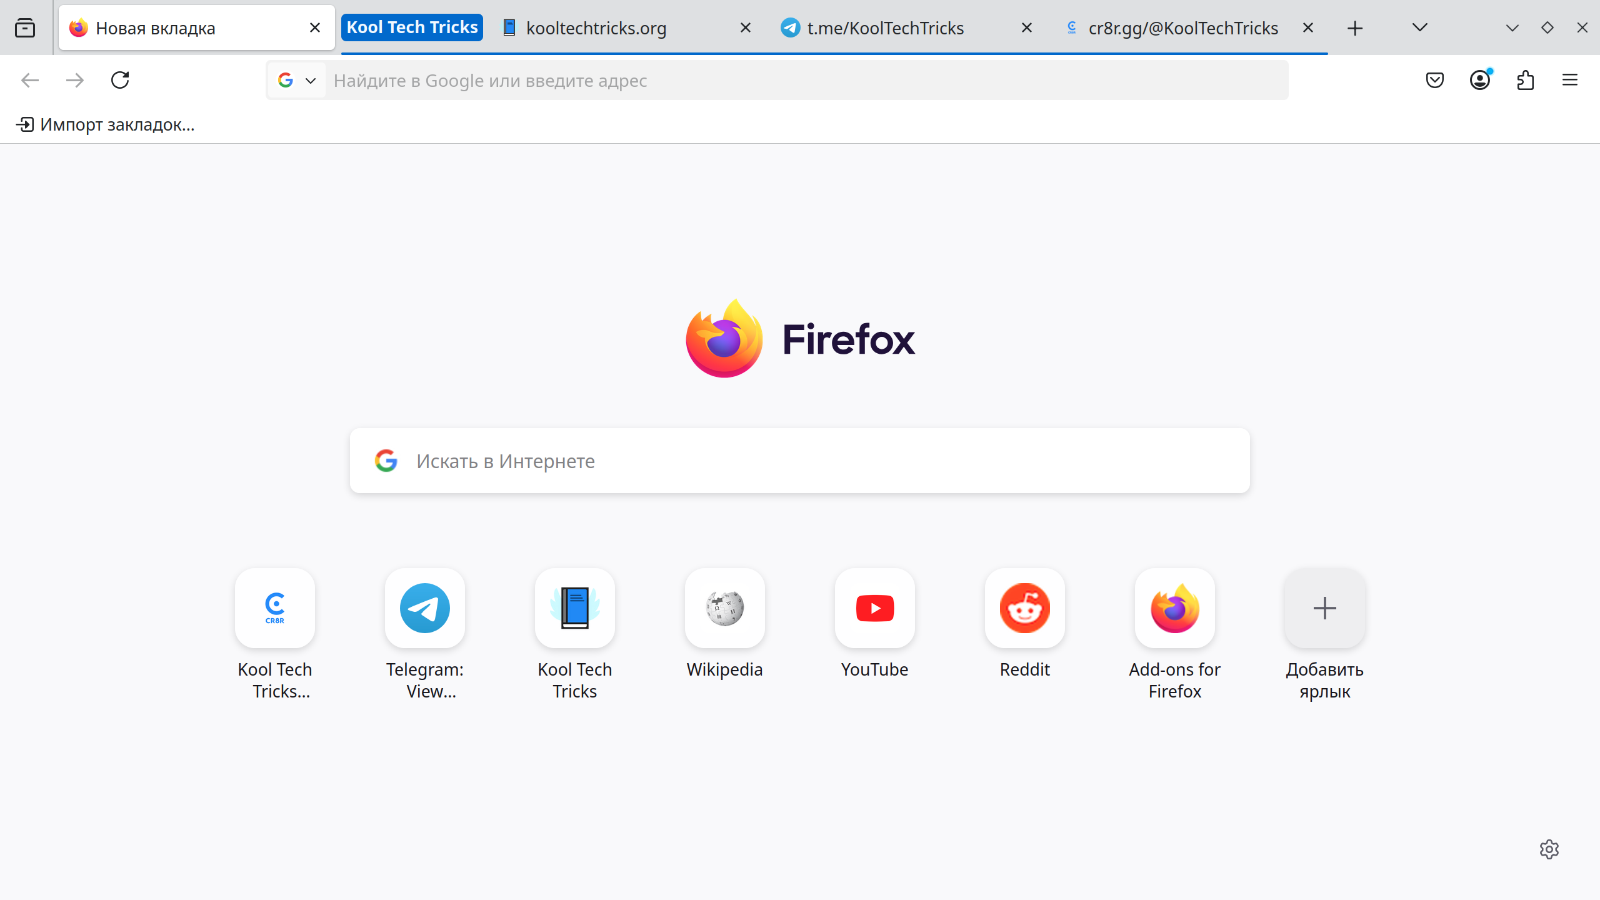 Новая вкладка
Kool Tech Tricks
kooltechtricks.org
t.me/KoolTechTricks
cr8r.gg/@KoolTechTricks
Найдите в Google или введите адрес
Импорт закладок...
Firefox
Искать в Интернете
CR8R
Kool Tech
Tricks...
Telegram:
View...
Kool Tech
Tricks
Wikipedia
YouTube
Reddit
Add-ons for
Firefox
Добавить
ярлык